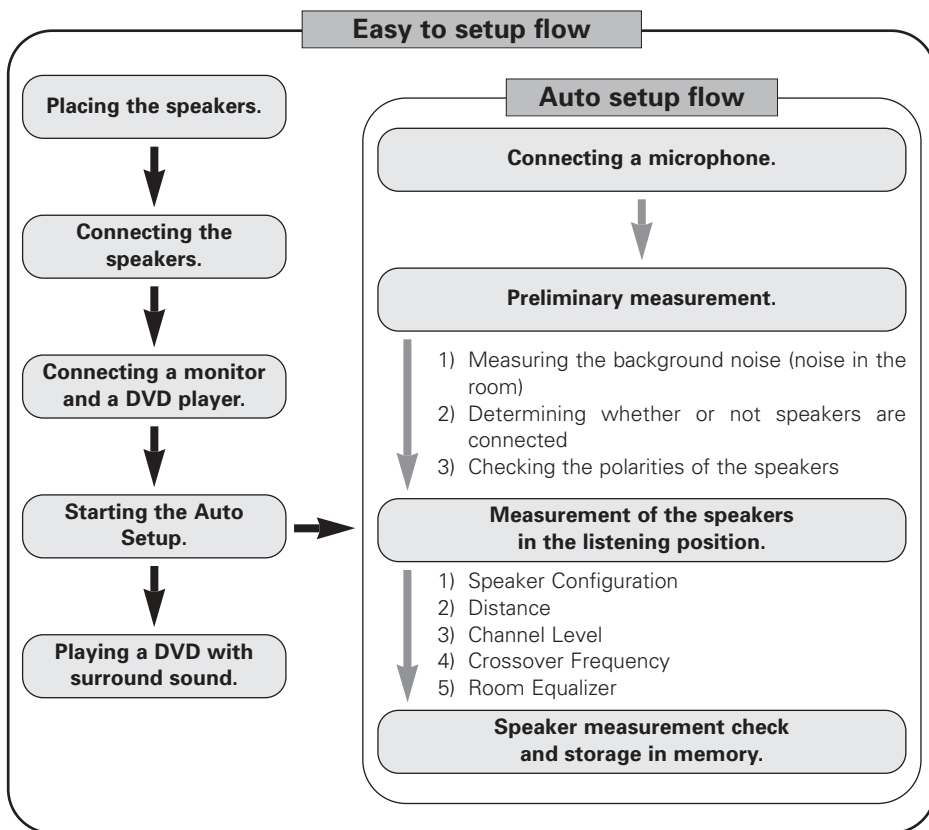 Easy to setup flow
Placing the speakers.
Connecting the
speakers.
Connecting a monitor
and a DVD player.
Starting the Auto
Setup.
Playing a DVD with
surround sound.
Auto setup flow
Connecting a microphone.
Preliminary measurement.
1) Measuring the background noise (noise in the
room)
2) Determining whether or not speakers are
connected
3) Checking the polarities of the speakers
Measurement of the speakers
in the listening position.
1) Speaker Configuration
2) Distance
3) Channel Level
4) Crossover Frequency
5) Room Equalizer
Speaker measurement check
and storage in memory.